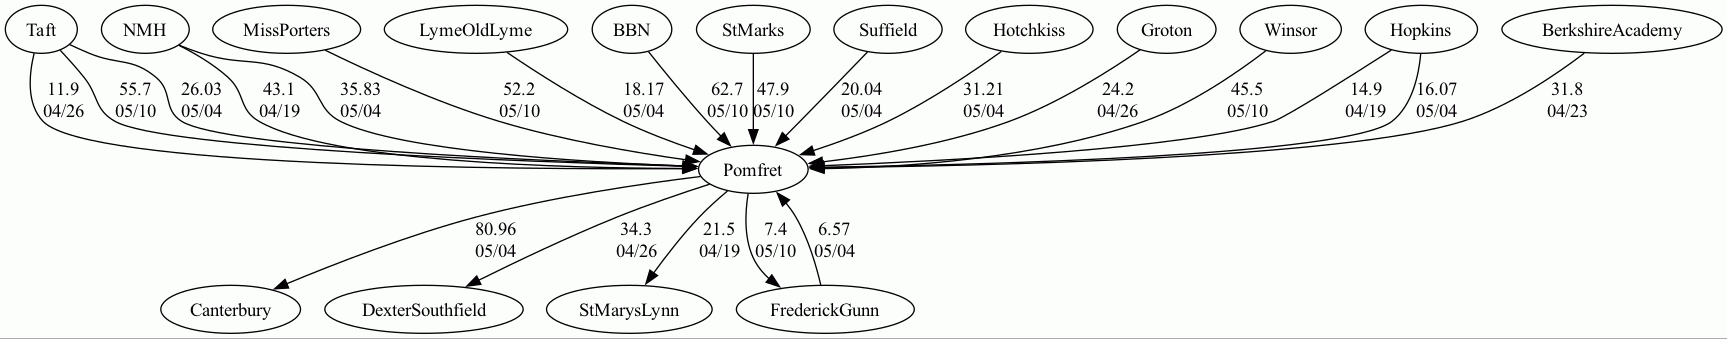 Taft NMH MissPorters LymeOldLyme BBN StMarks Suffield Hotchkiss Groton Winsor Hopkins BerkshireAcademy
11.9 55.7 26.03 43.1 35.83 52.2 18.17 62.7 47.9 20.04 31.21 24.2 45.5 14.9 16.07 31.8
04/26 05/10 05/04 04/19 05/04 05/10 05/04 05/10 05/10 05/04 05/04 04/26 05/10 04/19 05/04 04/23
Pomfret
80.96 34.3 21.5 7.4 6.57
05/04 04/26 04/19 05/10 05/04
Canterbury DexterSouthfield StMarysLynn FrederickGunn